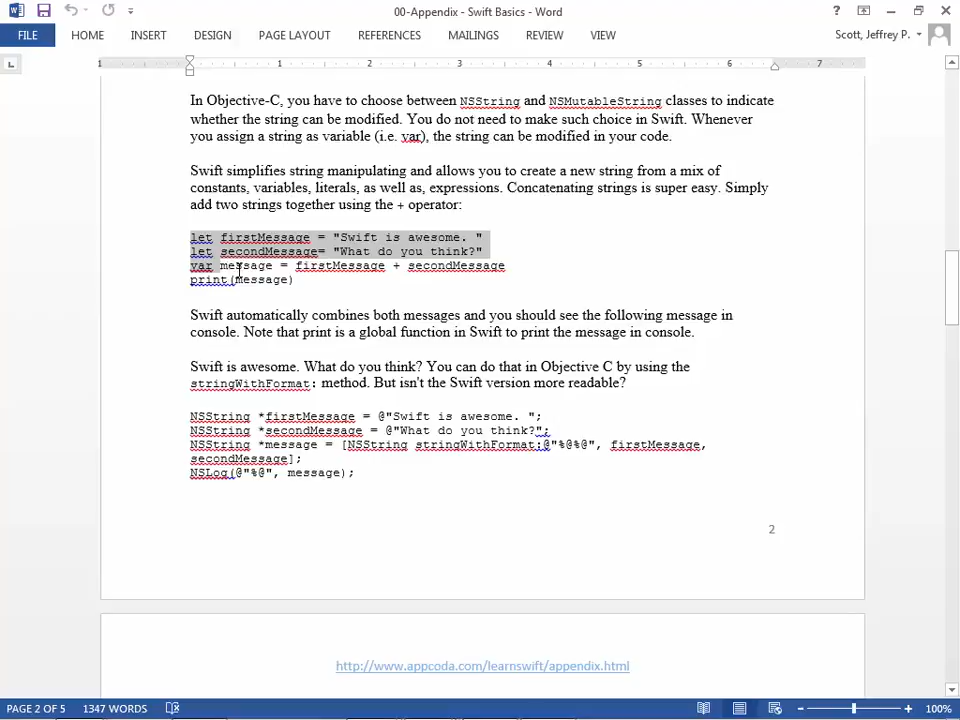 00-Appendix - Swift Basics - Word
FILE HOME INSERT DESIGN PAGE LAYOUT REFERENCES MAILINGS REVIEW VIEW Scott, Jeffrey P.
1 1 2 3 4 5 6 7
In Objective-C, you have to choose between NSString and NSMutableString classes to indicate
whether the string can be modified. You do not need to make such choice in Swift. Whenever
you assign a string as variable (i.e. var), the string can be modified in your code.
Swift simplifies string manipulating and allows you to create a new string from a mix of
constants, variables, literals, as well as, expressions. Concatenating strings is super easy. Simply
add two strings together using the + operator:
let firstMessage = "Swift is awesome. "
let secondMessage= "What do you think?"
var message = firstMessage + secondMessage
print(message)
Swift automatically combines both messages and you should see the following message in
console. Note that print is a global function in Swift to print the message in console.
Swift is awesome. What do you think? You can do that in Objective C by using the
stringWithFormat: method. But isn't the Swift version more readable?
NSString *firstMessage = @"Swift is awesome. ";
NSString *secondMessage = @"What do you think?";
NSString *message = [NSString stringWithFormat:@"%@%@", firstMessage,
secondMessage];
NSLog(@"%@", message);
2
http://www.appcoda.com/learnswift/appendix.html
PAGE 2 OF 5 1347 WORDS 100%